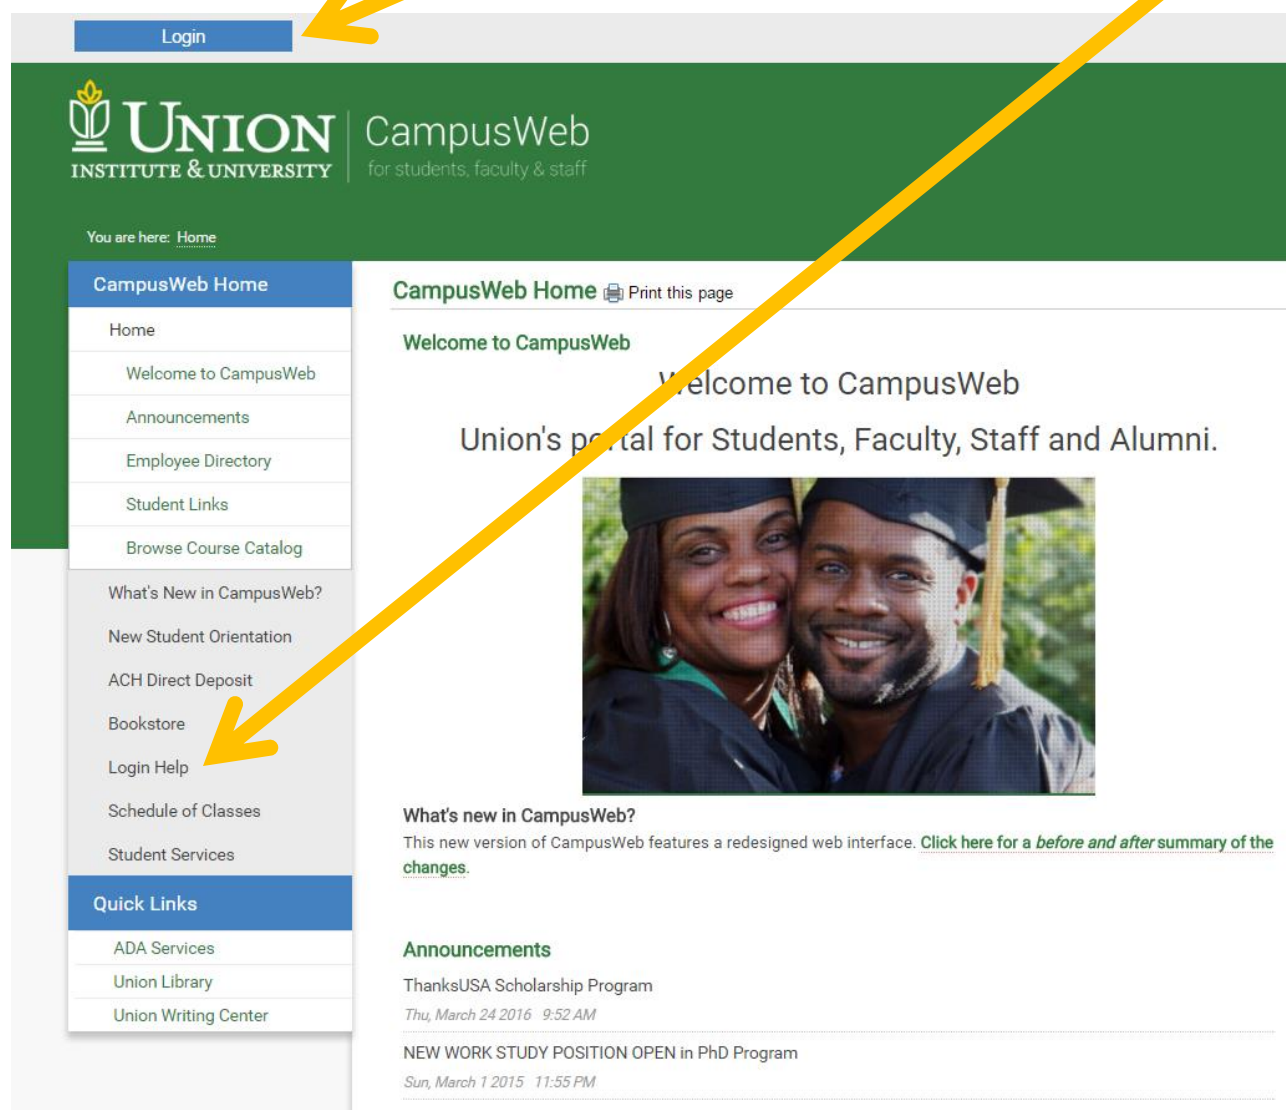 Login
UNION
INSTITUTE & UNIVERSITY
CampusWeb
for students, faculty & staff
You are here: Home
CampusWeb Home
Home
Welcome to CampusWeb
Announcements
Employee Directory
Student Links
Browse Course Catalog
What's New in CampusWeb?
New Student Orientation
ACH Direct Deposit
Bookstore
Login Help
Schedule of Classes
Student Services
Quick Links
ADA Services
Union Library
Union Writing Center
CampusWeb Home Print this page
Welcome to CampusWeb
Welcome to CampusWeb
Union's portal for Students, Faculty, Staff and Alumni.
What's new in CampusWeb?
This new version of CampusWeb features a redesigned web interface. Click here for a before and after summary of the
changes.
Announcements
ThanksUSA Scholarship Program
Thu, March 24 2016 9:52 AM
NEW WORK STUDY POSITION OPEN in PhD Program
Sun, March 1 2015 11:55 PM